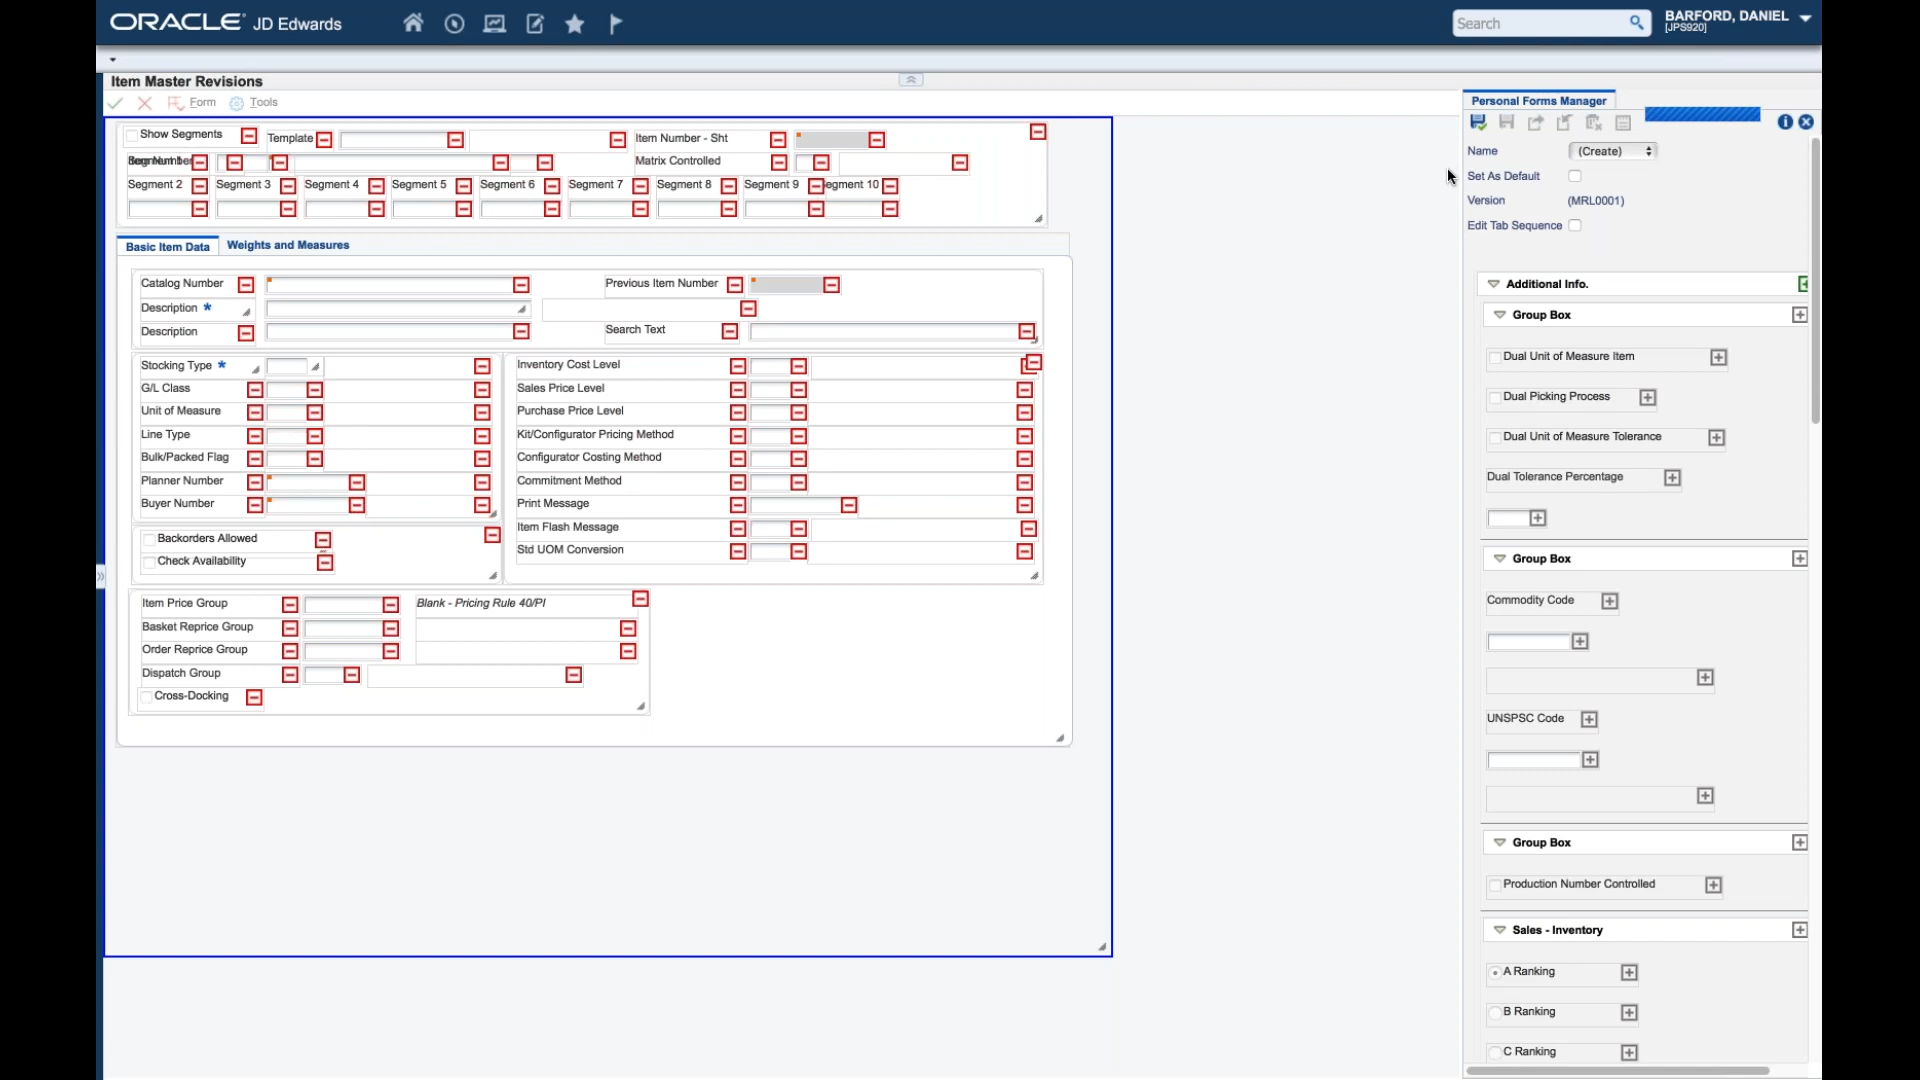 ORACLE JD Edwards
Search
BARFORD, DANIEL
[JPS920]
Item Master Revisions
Form Tools
Personal Forms Manager
Name (Create)
Set As Default
Version (MRL0001)
Edit Tab Sequence
Show Segments Template Item Number - Sht
Matrix Controlled
Segment 2 Segment 3 Segment 4 Segment 5 Segment 6 Segment 7 Segment 8 Segment 9 egment 10
Basic Item Data Weights and Measures
Catalog Number Previous Item Number
Description *
Description Search Text
Stocking Type *
G/L Class
Unit of Measure
Line Type
Bulk/Packed Flag
Planner Number
Buyer Number
Backorders Allowed
Check Availability
Inventory Cost Level
Sales Price Level
Purchase Price Level
Kit/Configurator Pricing Method
Configurator Costing Method
Commitment Method
Print Message
Item Flash Message
Std UOM Conversion
Item Price Group Blank - Pricing Rule 40/PI
Basket Reprice Group
Order Reprice Group
Dispatch Group
Cross-Docking
Additional Info.
Group Box
Dual Unit of Measure Item
Dual Picking Process
Dual Unit of Measure Tolerance
Dual Tolerance Percentage
Group Box
Commodity Code
UNSPSC Code
Group Box
Production Number Controlled
Sales - Inventory
A Ranking
B Ranking
C Ranking